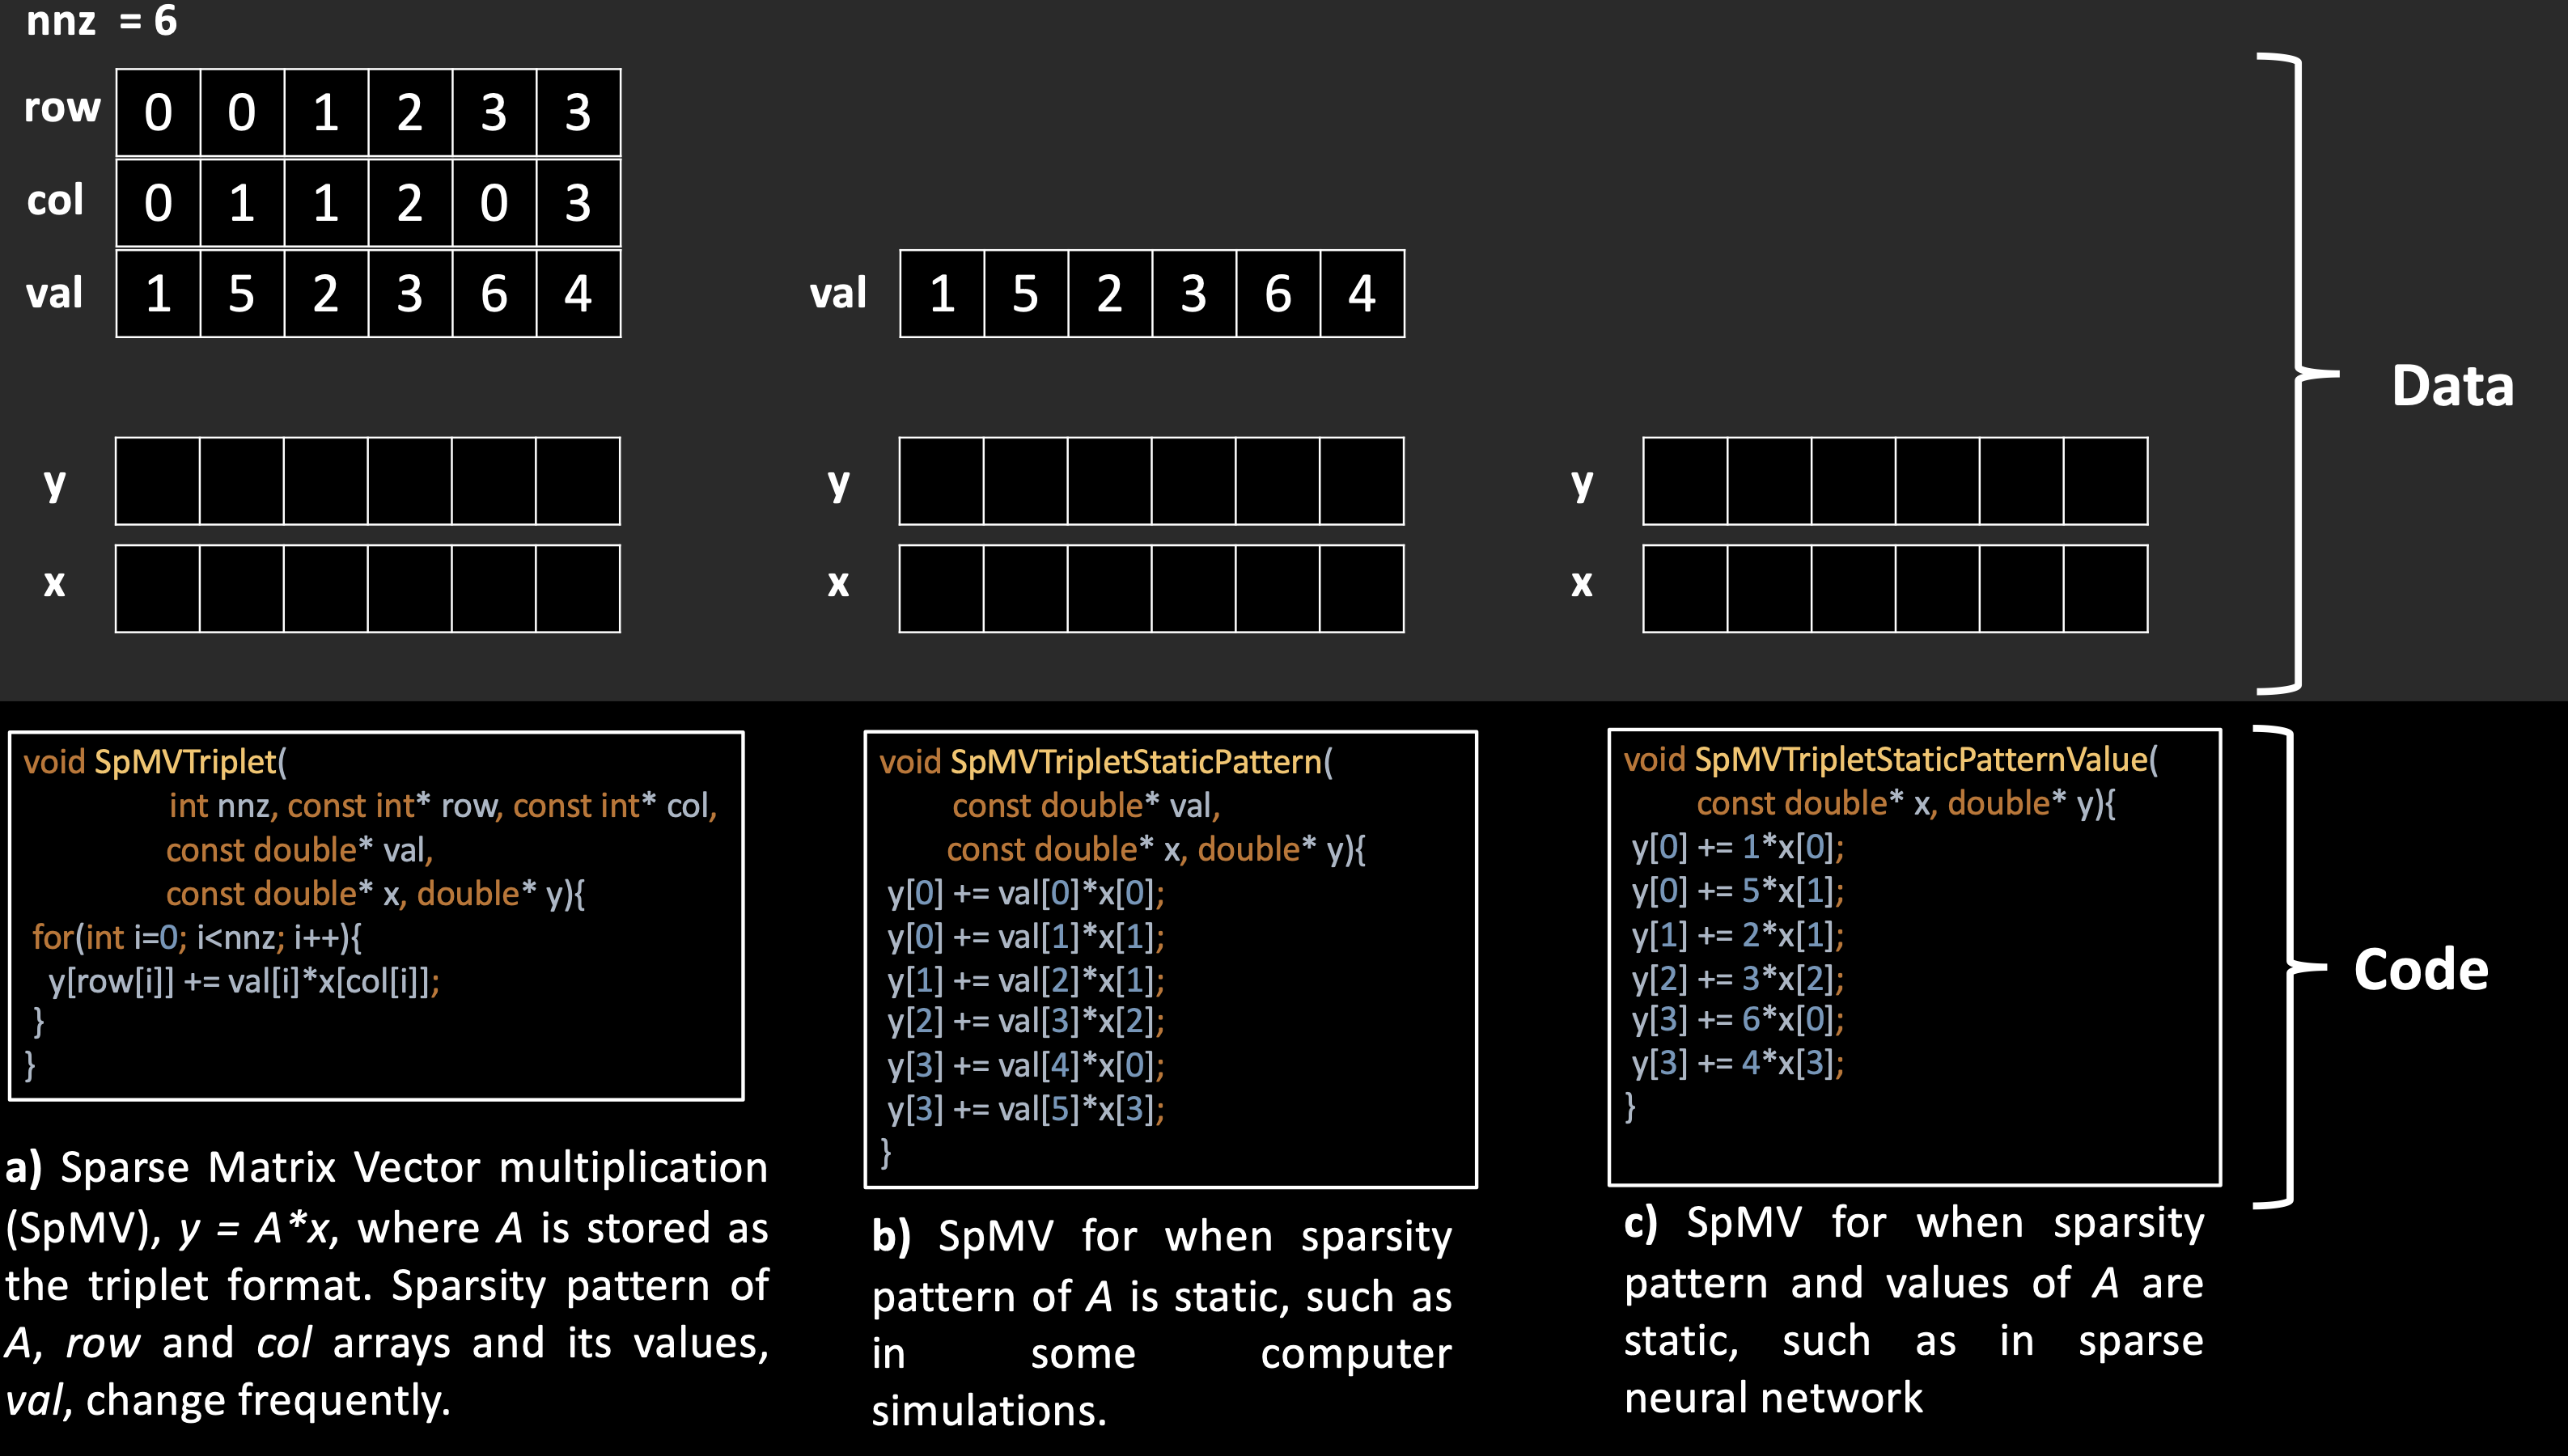 nnz = 6
row 0 0 1 2 3 3
col 0 1 1 2 0 3
val 1 5 2 3 6 4
y
x
val 1 5 2 3 6 4
y
x
y
x
Data
void SpMVTriplet(
int nnz, const int* row, const int* col,
const double* val,
const double* x, double* y){
for(int i=0; i<nnz; i++){
y[row[i]] += val[i]*x[col[i]];
}
}
a) Sparse Matrix Vector multiplication
(SpMV), y = A*x, where A is stored as
the triplet format. Sparsity pattern of
A, row and col arrays and its values,
val, change frequently.
void SpMVTripletStaticPattern(
const double* val,
const double* x, double* y){
y[0] += val[0]*x[0];
y[0] += val[1]*x[1];
y[1] += val[2]*x[1];
y[2] += val[3]*x[2];
y[3] += val[4]*x[0];
y[3] += val[5]*x[3];
}
b) SpMV for when sparsity
pattern of A is static, such as
in some computer
simulations.
void SpMVTripletStaticPatternValue(
const double* x, double* y){
y[0] += 1*x[0];
y[0] += 5*x[1];
y[1] += 2*x[1];
y[2] += 3*x[2];
y[3] += 6*x[0];
y[3] += 4*x[3];
}
c) SpMV for when sparsity
pattern and values of A are
static, such as in sparse
neural network
Code